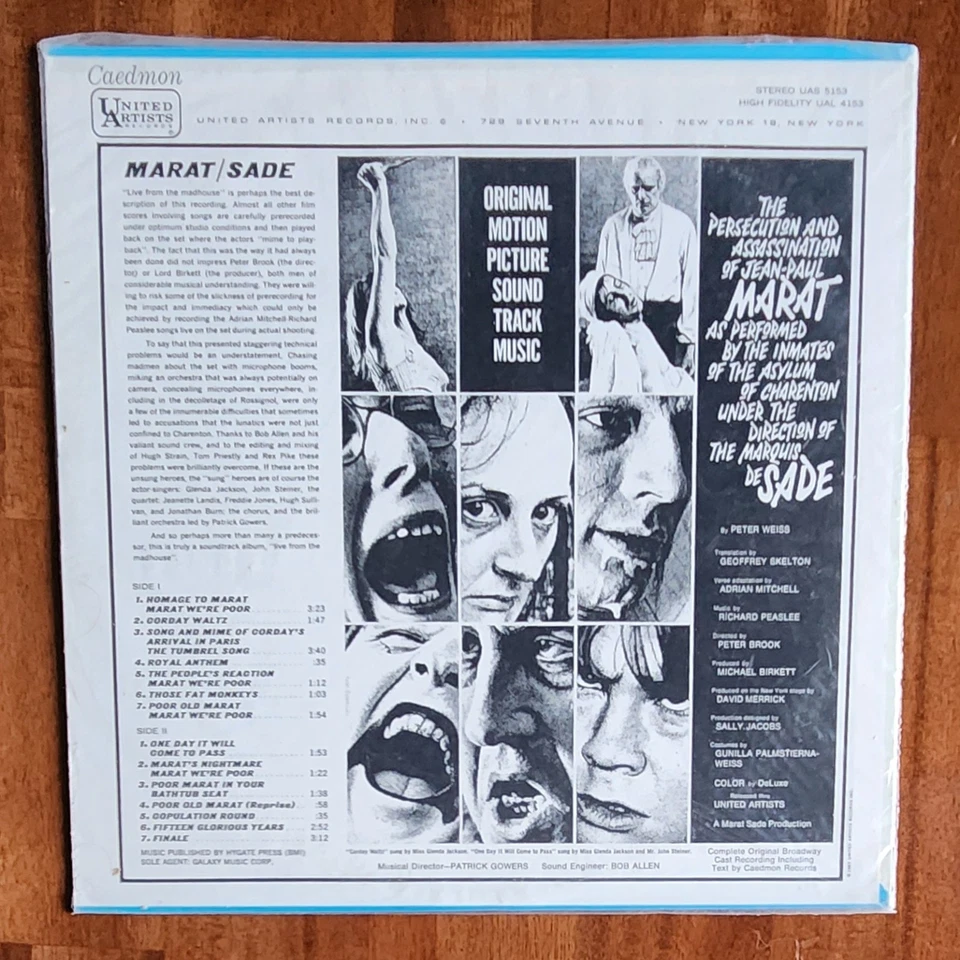 Caedmon
UNITED
ARTISTS
RECORDS
STEREO UAS 5153
HIGH FIDELITY UAL 4153
UNITED ARTISTS RECORDS, INC. • 729 SEVENTH AVENUE • NEW YORK 19, NEW YORK
MARAT/SADE
"Live from the madhouse" is perhaps the best de-
scription of this recording. Almost all other film
scores involving songs are carefully prerecorded
under optimum studio conditions and then played
back on the set where the actors "mime to play-
back". The fact that this was the way it had always
been done did not impress Peter Brook (the direc-
tor) or Lord Birkett (the producer), both men of
considerable musical understanding. They were will-
ing to risk some of the slickness of prerecording for
the impact and immediacy which could only be
achieved by recording the Adrian Mitchell-Richard
Peaslee songs live on the set during actual shooting.
To say that this presented staggering technical
problems would be an understatement. Chasing
madmen about the set with microphone booms,
miking an orchestra that was always potentially on
camera, concealing microphones everywhere, in-
cluding in the decolletage of Rossignol, were only
a few of the innumerable difficulties that sometimes
led to accusations that the lunatics were not just
confined to Charenton. Thanks to Bob Allen and his
valiant sound crew, and to the editing and mixing
of Hugh Strain, Tom Priestly and Rex Pike these
problems were brilliantly overcome. If these are the
unsung heroes, the "sung" heroes are of course the
actor-singers: Glenda Jackson, John Steiner, the
quartet: Jeanette Landis, Freddie Jones, Hugh Sulli-
van, and Jonathan Burn; the chorus, and the bril-
liant orchestra led by Patrick Gowers.
And so perhaps more than many a predeces-
sor, this is truly a soundtrack album, "live from the
madhouse".
SIDE I
1. HOMAGE TO MARAT
MARAT WE'RE POOR 3:23
2. CORDAY WALTZ 1:47
3. SONG AND MIME OF CORDAY'S
ARRIVAL IN PARIS
THE TUMBREL SONG 3:40
4. ROYAL ANTHEM :35
5. THE PEOPLE'S REACTION
MARAT WE'RE POOR 1:12
6. THOSE FAT MONKEYS 1:03
7. POOR OLD MARAT
MARAT WE'RE POOR 1:54
SIDE II
1. ONE DAY IT WILL
COME TO PASS 1:53
2. MARAT'S NIGHTMARE
MARAT WE'RE POOR 1:22
3. POOR MARAT IN YOUR
BATHTUB SEAT 1:38
4. POOR OLD MARAT (Reprise) :58
5. COPULATION ROUND :35
6. FIFTEEN GLORIOUS YEARS 2:52
7. FINALE 3:12
MUSIC PUBLISHED BY HYGATE PRESS (BMI)
SOLE AGENT: GALAXY MUSIC CORP.
ORIGINAL
MOTION
PICTURE
SOUND
TRACK
MUSIC
"Corday Waltz" sung by Miss Glenda Jackson. "One Day It Will Come to Pass" sung by Miss Glenda Jackson and Mr. John Steiner.
Musical Director—PATRICK GOWERS Sound Engineer: BOB ALLEN
THE
PERSECUTION AND
ASSASSINATION
OF JEAN-PAUL
MARAT
AS PERFORMED
BY THE INMATES
OF THE ASYLUM
OF CHARENTON
UNDER THE
DIRECTION OF
THE MARQUIS
DE SADE
By PETER WEISS
Translation by
GEOFFREY SKELTON
Verse adaptation by
ADRIAN MITCHELL
Music by
RICHARD PEASLEE
Directed by
PETER BROOK
Produced by
MICHAEL BIRKETT
Produced on the New York stage by
DAVID MERRICK
Production designed by
SALLY JACOBS
Costumes by
GUNILLA PALMSTIERNA-
WEISS
COLOR by DeLuxe
Released thru
UNITED ARTISTS
A Marat Sade Production
Complete Original Broadway
Cast Recording Including
Text by Caedmon Records